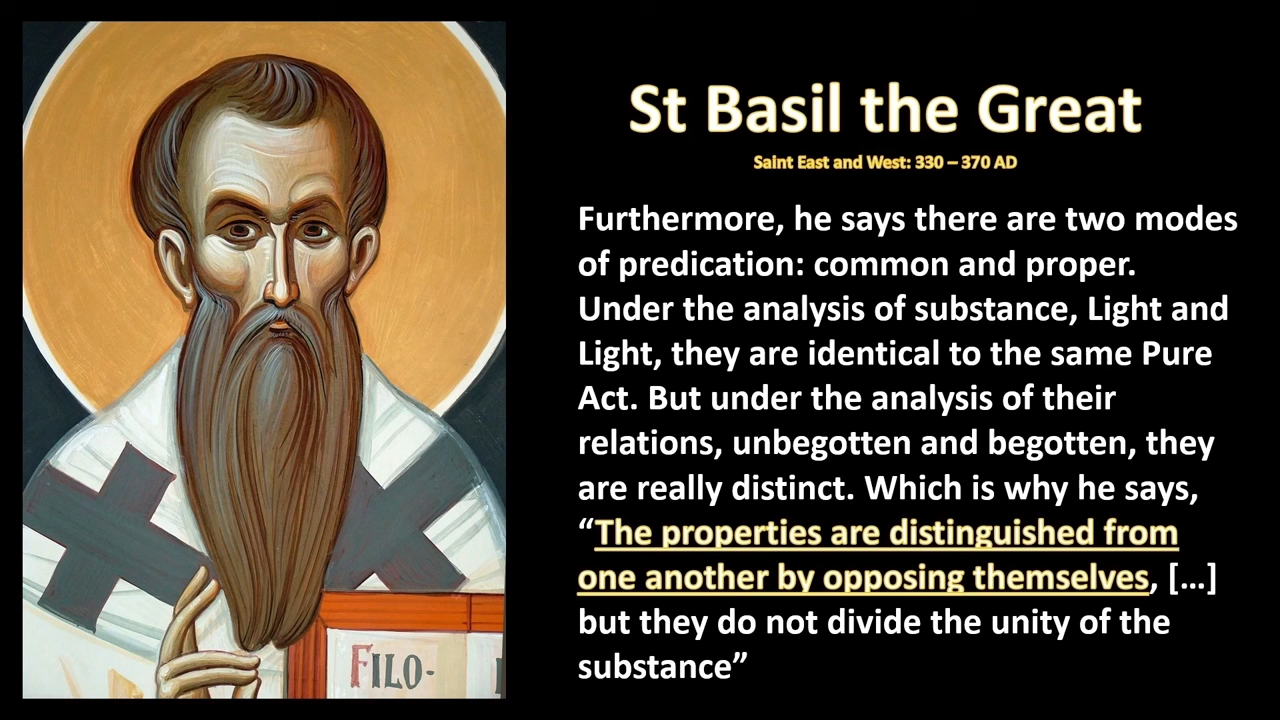 St Basil the Great
Saint East and West: 330 – 370 AD
Furthermore, he says there are two modes
of predication: common and proper.
Under the analysis of substance, Light and
Light, they are identical to the same Pure
Act. But under the analysis of their
relations, unbegotten and begotten, they
are really distinct. Which is why he says,
“The properties are distinguished from
one another by opposing themselves, […]
but they do not divide the unity of the
substance”
FILO-